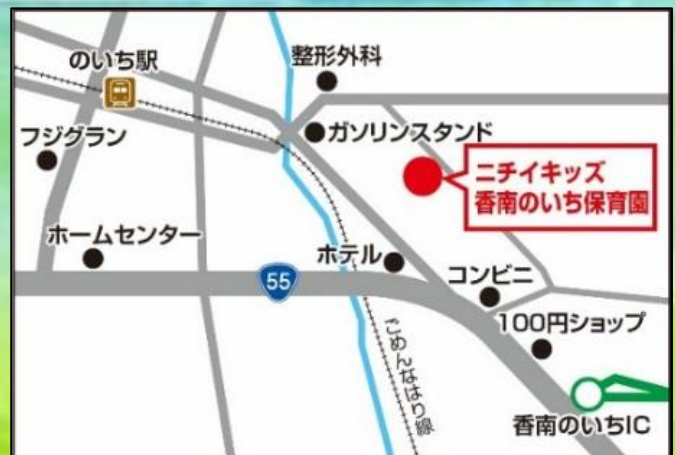 のいち駅
整形外科
フジグラン
ガソリンスタンド
ニチイキッズ
香南のいち保育園
ホームセンター
ホテル
コンビニ
55
100円ショップ
ごめんなはり線
香南のいちIC